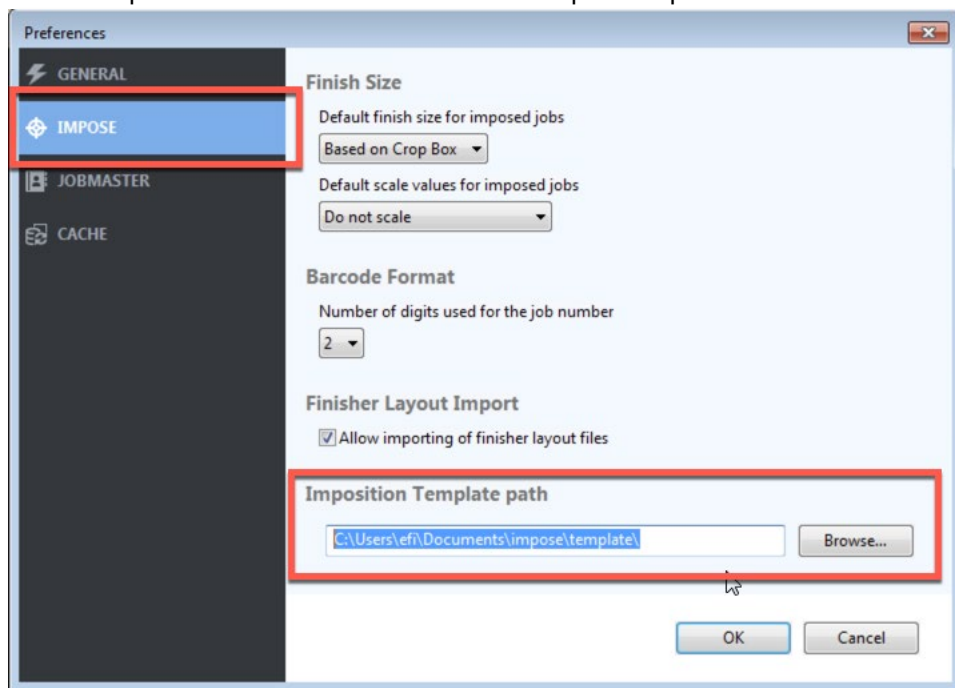 Preferences
GENERAL
IMPOSE
JOBMASTER
CACHE
Finish Size
Default finish size for imposed jobs
Based on Crop Box
Default scale values for imposed jobs
Do not scale
Barcode Format
Number of digits used for the job number
2
Finisher Layout Import
Allow importing of finisher layout files
Imposition Template path
C:\Users\efi\Documents\impose\template\
Browse...
OK
Cancel